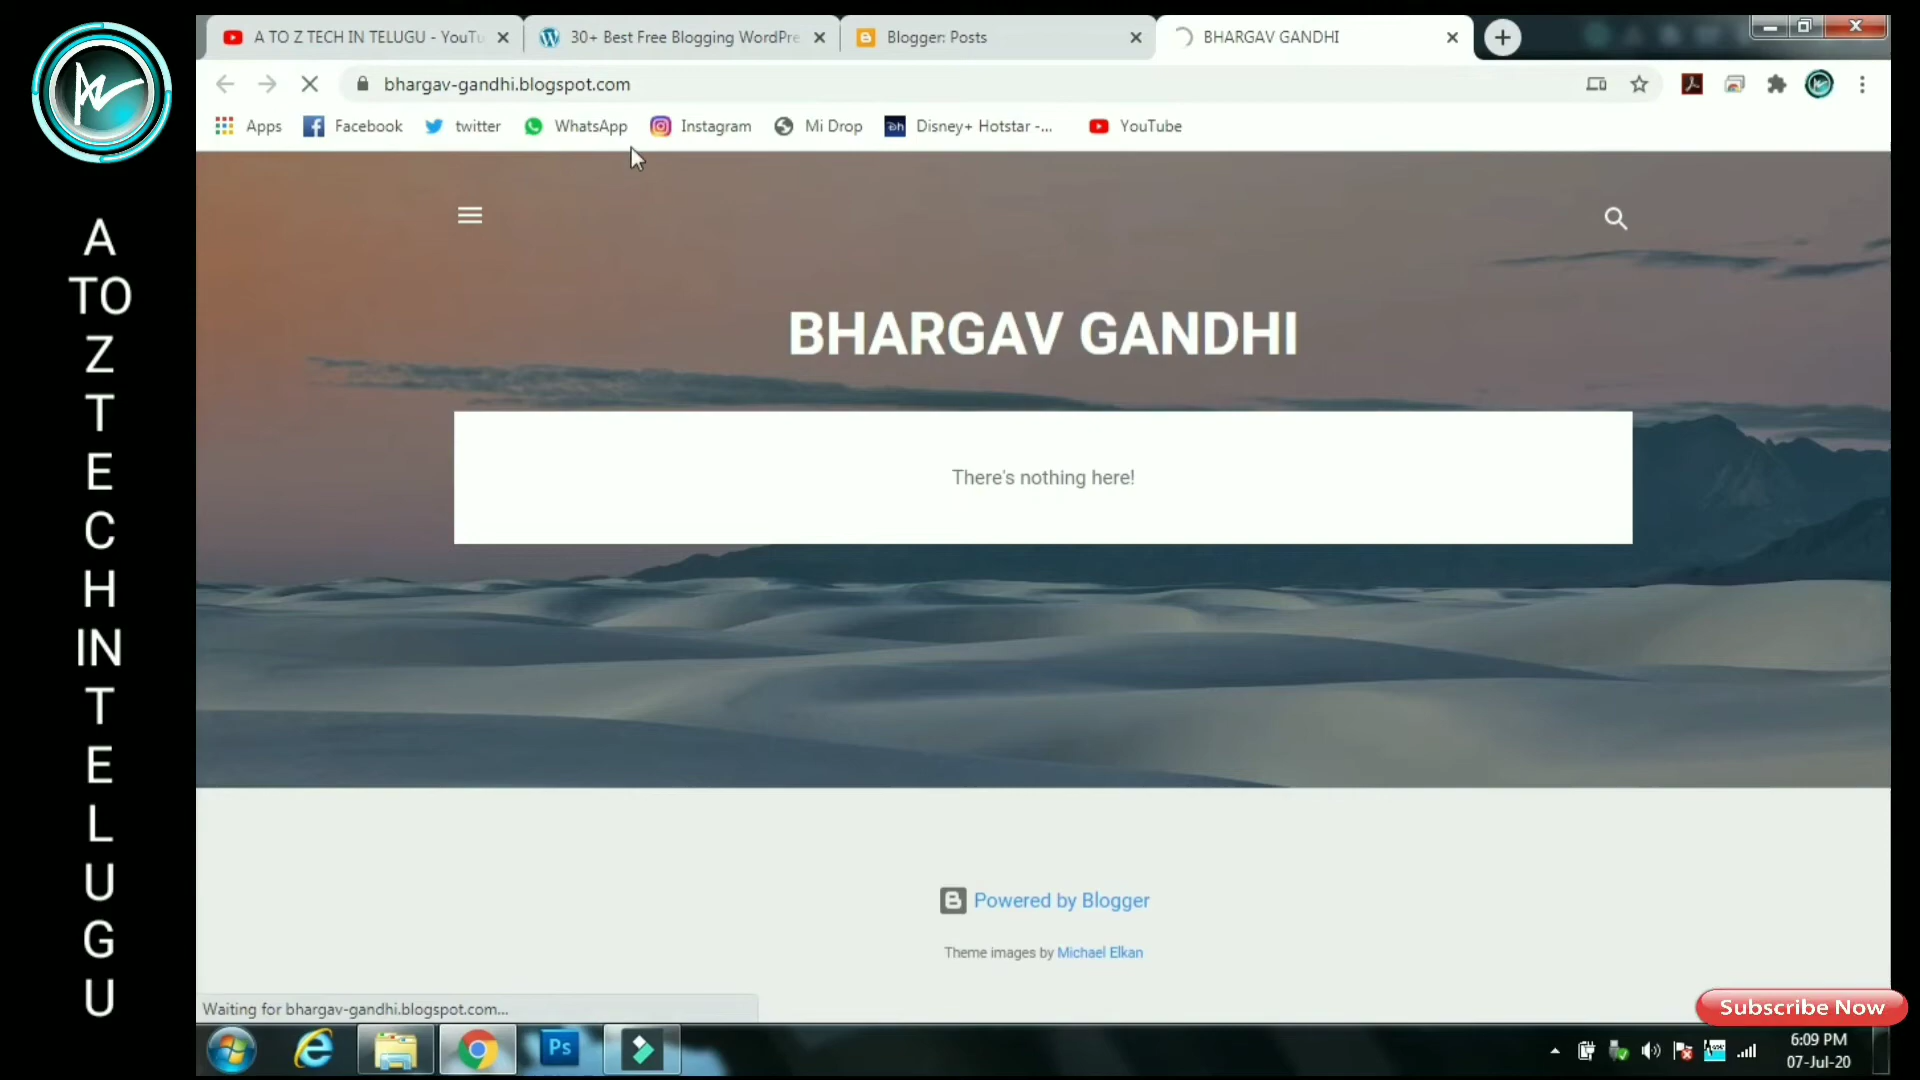 A TO Z TECH IN TELUGU - YouTu
30+ Best Free Blogging WordPre
Blogger: Posts
BHARGAV GANDHI
bhargav-gandhi.blogspot.com
Apps
Facebook
twitter
WhatsApp
Instagram
Mi Drop
Disney+ Hotstar -...
YouTube
A
TO
Z
T
E
C
H
IN
T
E
L
U
G
U
BHARGAV GANDHI
There's nothing here!
Powered by Blogger
Theme images by Michael Elkan
Waiting for bhargav-gandhi.blogspot.com...
Subscribe Now
Ps
6:09 PM
07-Jul-20